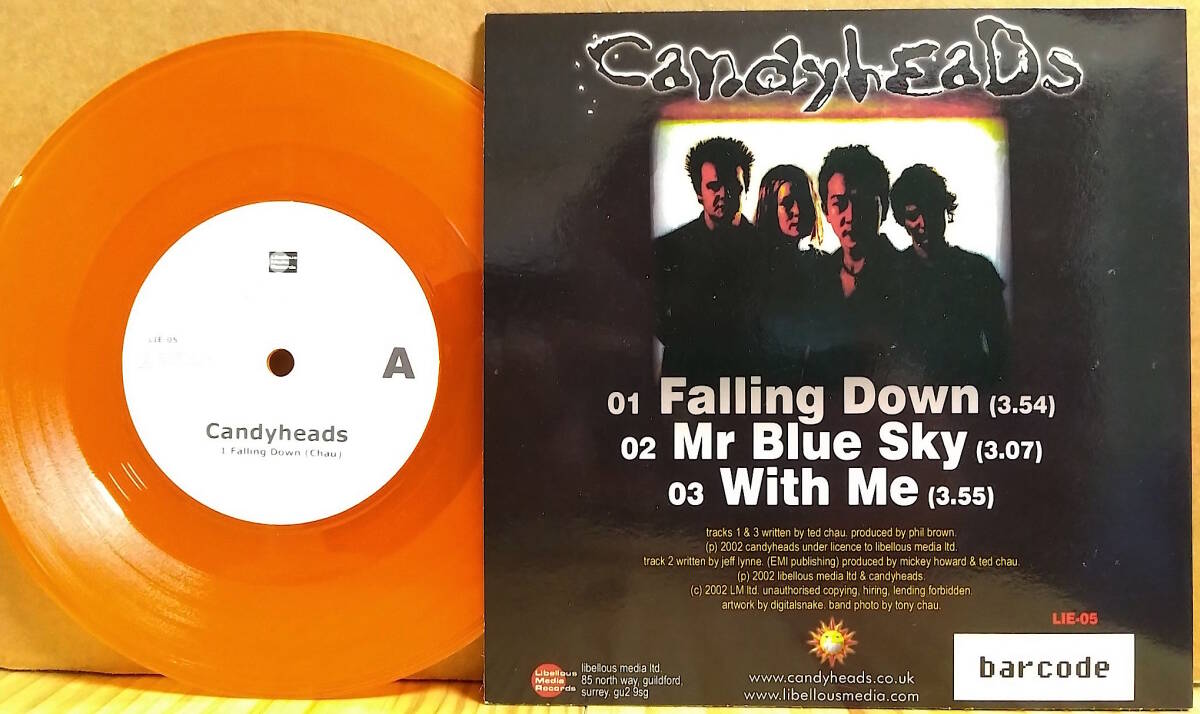 LIE-05
A
Candyheads
1 Falling Down (Chau)
CandyheaDs
01 Falling Down (3.54)
02 Mr Blue Sky (3.07)
03 With Me (3.55)
tracks 1 & 3 written by ted chau. produced by phil brown.
(p) 2002 candyheads under licence to libellous media ltd.
track 2 written by jeff lynne. (EMI publishing) produced by mickey howard & ted chau.
(p) 2002 libellous media ltd & candyheads.
(c) 2002 LM ltd. unauthorised copying, hiring, lending forbidden.
artwork by digitalsnake. band photo by tony chau.
LIE-05
Libellous
Media
Records
libellous media ltd.
85 north way, guildford,
surrey. gu2 9sg
www.candyheads.co.uk
www.libellousmedia.com
barcode